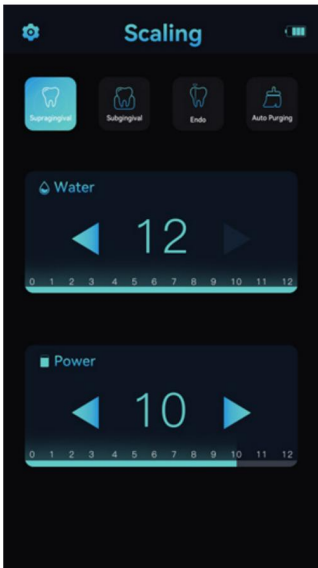 Scaling
Supragingival Subgingival Endo Auto Purging
Water
12
0 1 2 3 4 5 6 7 8 9 10 11 12
Power
10
0 1 2 3 4 5 6 7 8 9 10 11 12